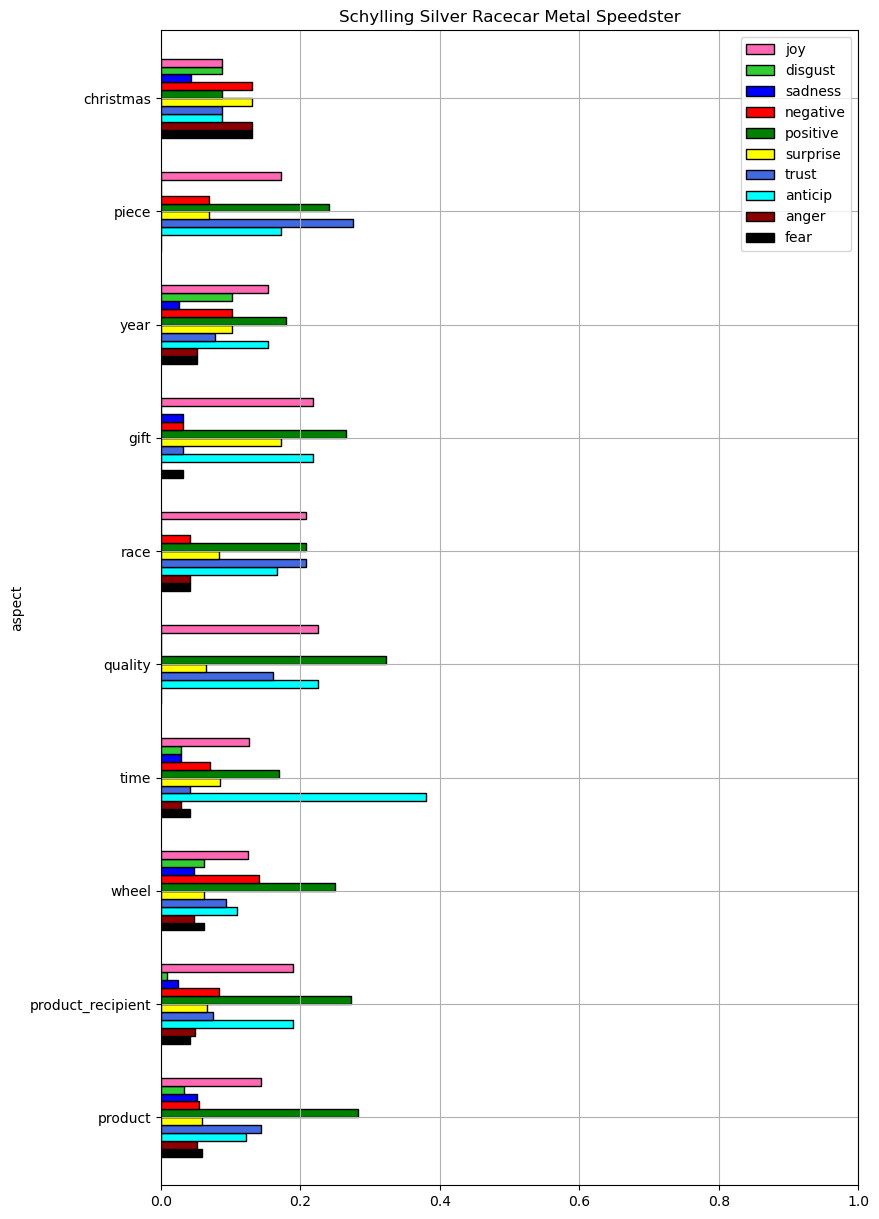 Schylling Silver Racecar Metal Speedster
joy
disgust
sadness
negative
positive
surprise
trust
anticip
anger
fear
aspect
christmas
piece
year
gift
race
quality
time
wheel
product_recipient
product
0.0 0.2 0.4 0.6 0.8 1.0